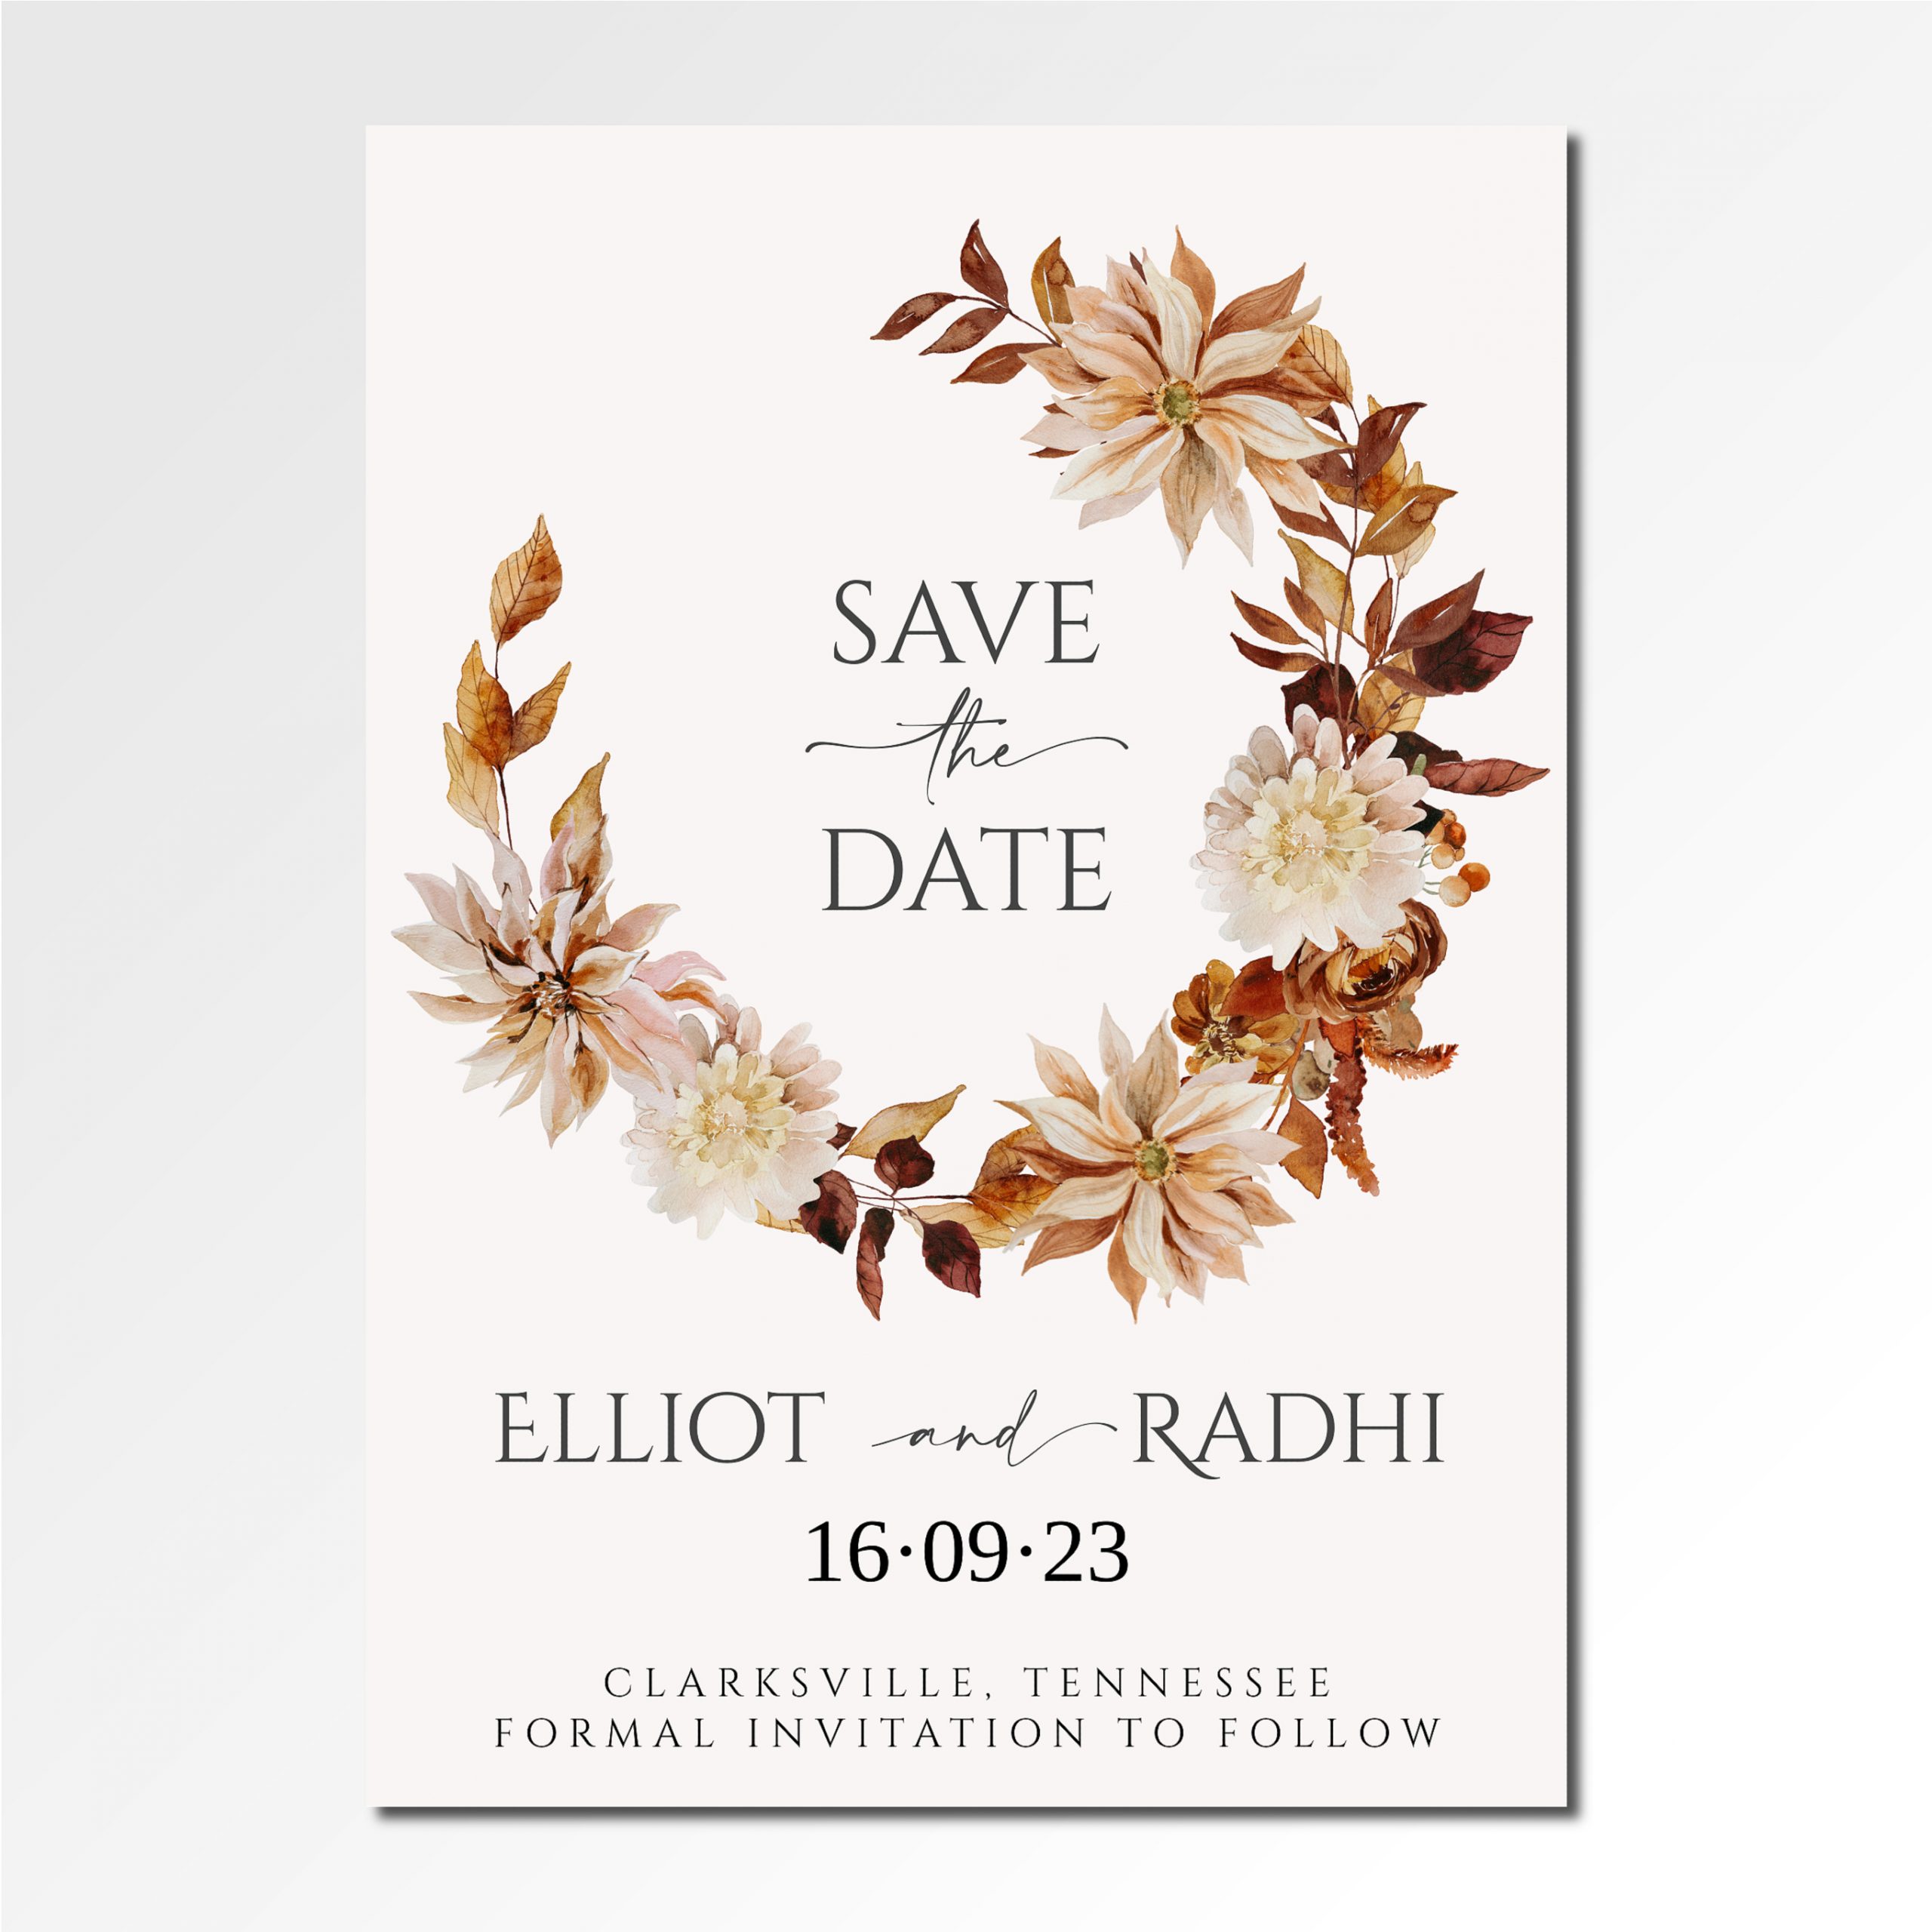 SAVE
the
DATE
ELLIOT and RADHI
16·09·23
CLARKSVILLE, TENNESSEE
FORMAL INVITATION TO FOLLOW